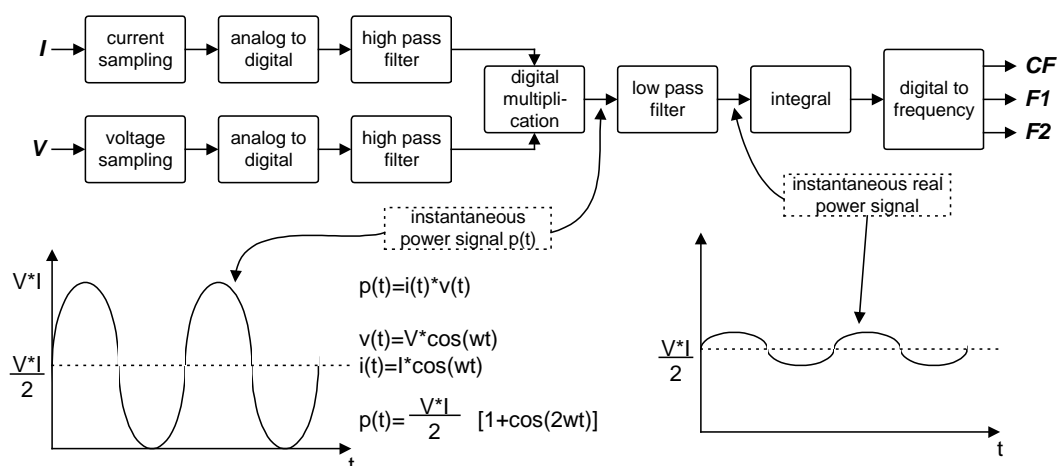 I
current
sampling
analog to
digital
high pass
filter
digital
multipli-
cation
low pass
filter
integral
digital to
frequency
CF
F1
F2
V
voltage
sampling
analog to
digital
high pass
filter
instantaneous
power signal p(t)
instantaneous real
power signal
V*I
V*I
2
t
p(t)=i(t)*v(t)
v(t)=V*cos(wt)
i(t)=I*cos(wt)
p(t)= V*I
2 [1+cos(2wt)]
V*I
2
t